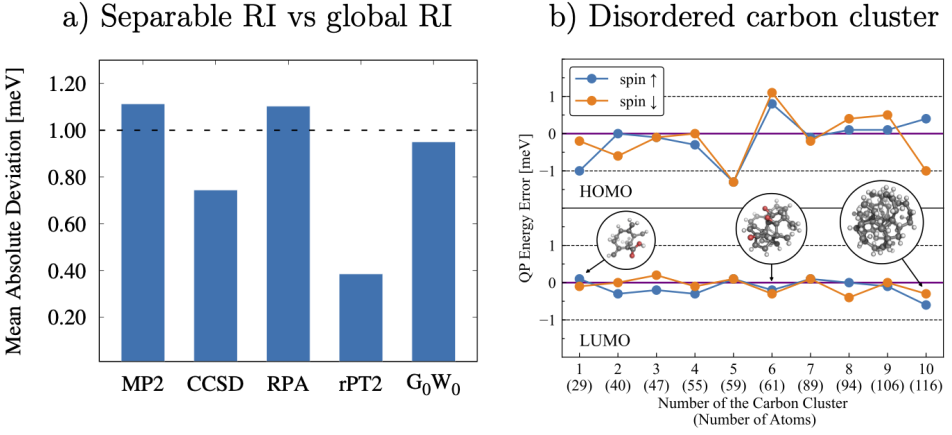 a) Separable RI vs global RI
Mean Absolute Deviation [meV]
1.20
1.00
0.80
0.60
0.40
0.20
MP2 CCSD RPA rPT2 G₀W₀
b) Disordered carbon cluster
spin ↑
spin ↓
QP Energy Error [meV]
1
0
−1
HOMO
1
0
−1
LUMO
1 2 3 4 5 6 7 8 9 10
(29) (40) (47) (55) (59) (61) (89) (94) (106) (116)
Number of the Carbon Cluster
(Number of Atoms)